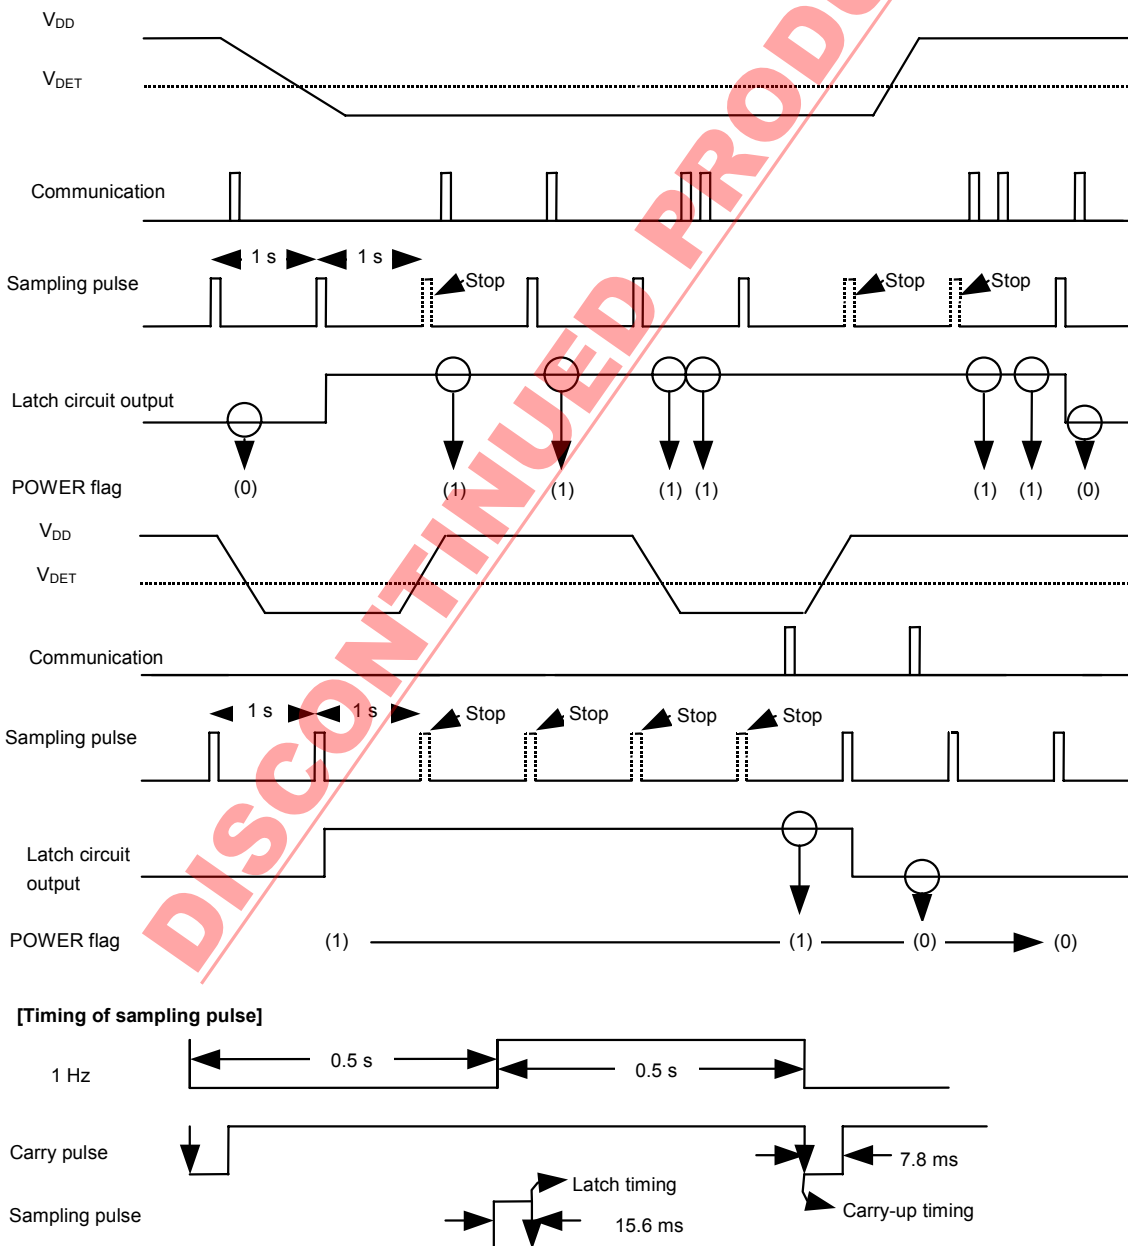 VDD
VDET
Communication
1 s 1 s
Sampling pulse Stop Stop Stop
Latch circuit output
POWER flag (0) (1) (1) (1) (1) (1) (1) (0)
VDD
VDET
Communication
1 s 1 s Stop Stop Stop Stop
Sampling pulse
Latch circuit
output
POWER flag (1) (1) (0) (0)
[Timing of sampling pulse]
1 Hz 0.5 s 0.5 s
Carry pulse 7.8 ms
Latch timing
Carry-up timing
Sampling pulse 15.6 ms
DISCONTINUED PRODU